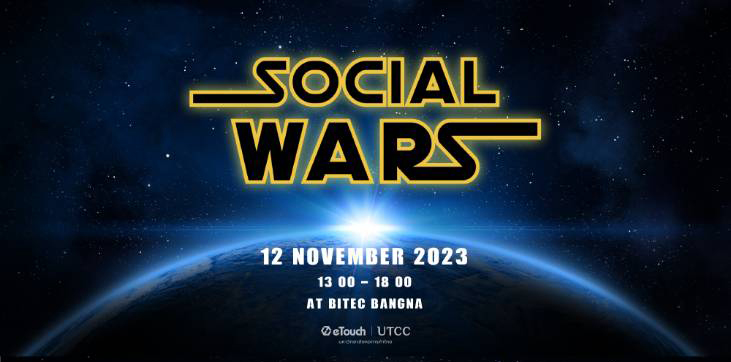 SOCIAL
WARS
12 NOVEMBER 2023
13 00 – 18 00
AT BITEC BANGNA
eTouch | UTCC